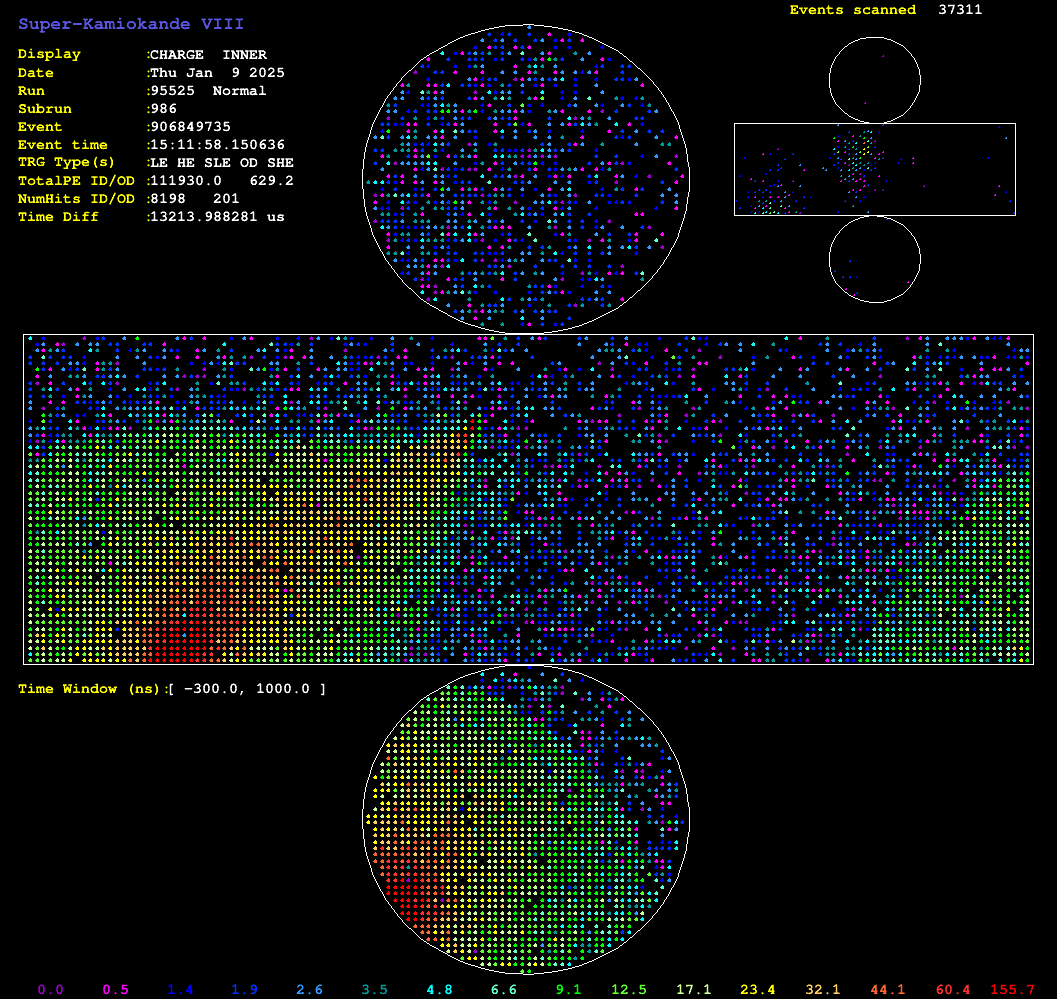 Super-Kamiokande VIII
Events scanned 37311
Display :CHARGE INNER
Date :Thu Jan 9 2025
Run :95525 Normal
Subrun :986
Event :906849735
Event time :15:11:58.150636
TRG Type(s) :LE HE SLE OD SHE
TotalPE ID/OD :111930.0 629.2
NumHits ID/OD :8198 201
Time Diff :13213.988281 us
Time Window (ns):[ -300.0, 1000.0 ]
0.0 0.5 1.4 1.9 2.6 3.5 4.8 6.6 9.1 12.5 17.1 23.4 32.1 44.1 60.4 155.7